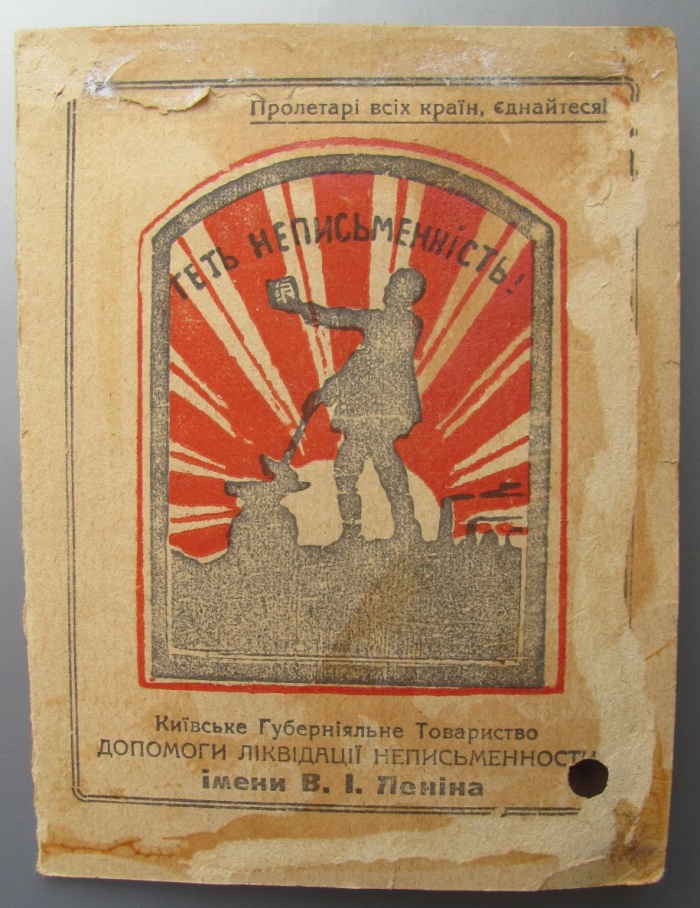 Пролетарі всіх країн, єднайтеся!
ГЕТЬ НЕПИСЬМЕННІСТЬ!
Київське Губерніяльне Товариство
ДОПОМОГИ ЛІКВІДАЦІЇ НЕПИСЬМЕННОСТИ
імени В. І. Леніна